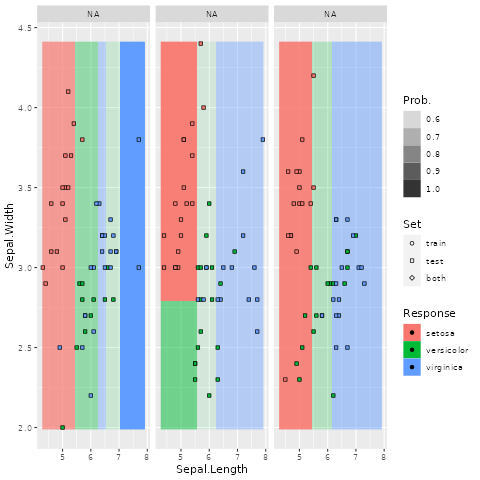 NA NA NA
4.5
4.0
3.5
3.0
2.5
2.0
Sepal.Width
5 6 7 8 5 6 7 8 5 6 7 8
Sepal.Length
Prob.
0.6
0.7
0.8
0.9
1.0
Set
train
test
both
Response
setosa
versicolor
virginica